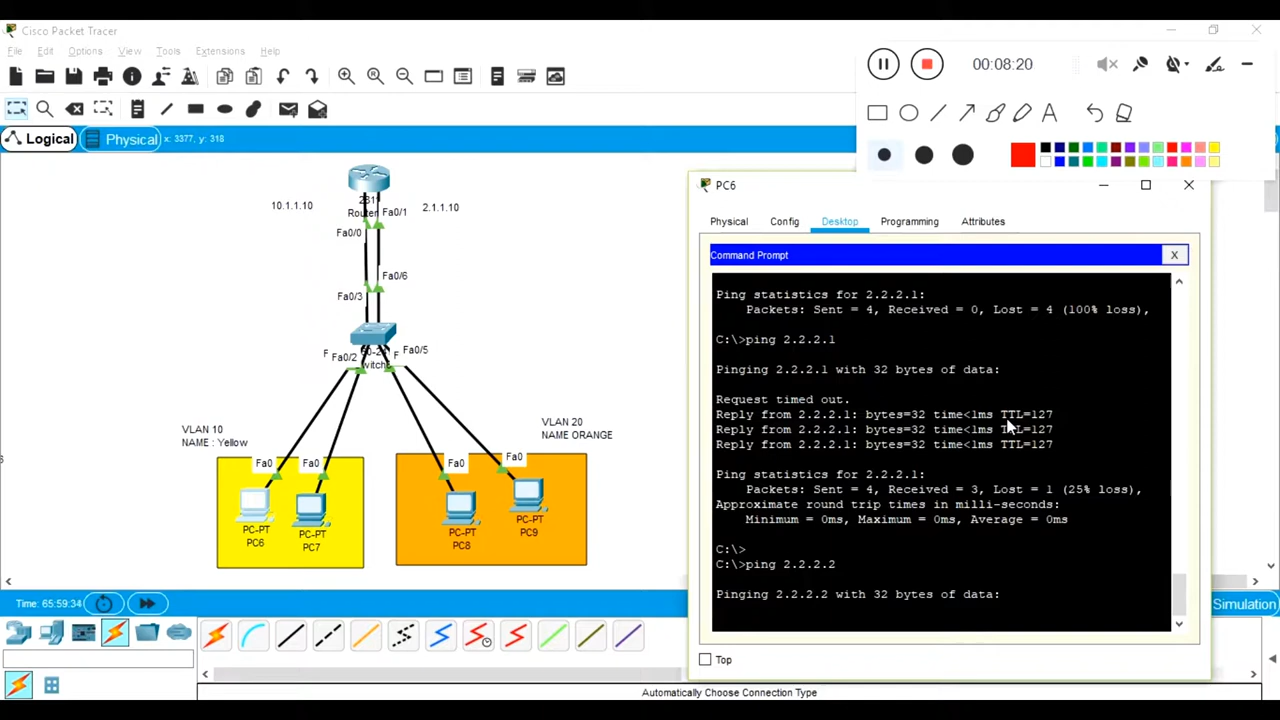 Cisco Packet Tracer
File Edit Options View Tools Extensions Help
00:08:20
A
Logical Physical x: 3377, y: 318
10.1.1.10
2.1.1.10
Router
Fa0/1
Fa0/0
Fa0/6
Fa0/3
F Fa0/2
F Fa0/5
VLAN 10
NAME : Yellow
VLAN 20
NAME ORANGE
Fa0 Fa0 Fa0 Fa0
PC-PT
PC6
PC-PT
PC7
PC-PT
PC8
PC-PT
PC9
PC6
Physical Config Desktop Programming Attributes
Command Prompt X
Ping statistics for 2.2.2.1:
Packets: Sent = 4, Received = 0, Lost = 4 (100% loss),
C:\>ping 2.2.2.1
Pinging 2.2.2.1 with 32 bytes of data:
Request timed out.
Reply from 2.2.2.1: bytes=32 time<1ms TTL=127
Reply from 2.2.2.1: bytes=32 time<1ms TTL=127
Reply from 2.2.2.1: bytes=32 time<1ms TTL=127
Ping statistics for 2.2.2.1:
Packets: Sent = 4, Received = 3, Lost = 1 (25% loss),
Approximate round trip times in milli-seconds:
Minimum = 0ms, Maximum = 0ms, Average = 0ms
C:\>
C:\>ping 2.2.2.2
Pinging 2.2.2.2 with 32 bytes of data:
Top
Time: 65:59:34
Simulation
Automatically Choose Connection Type